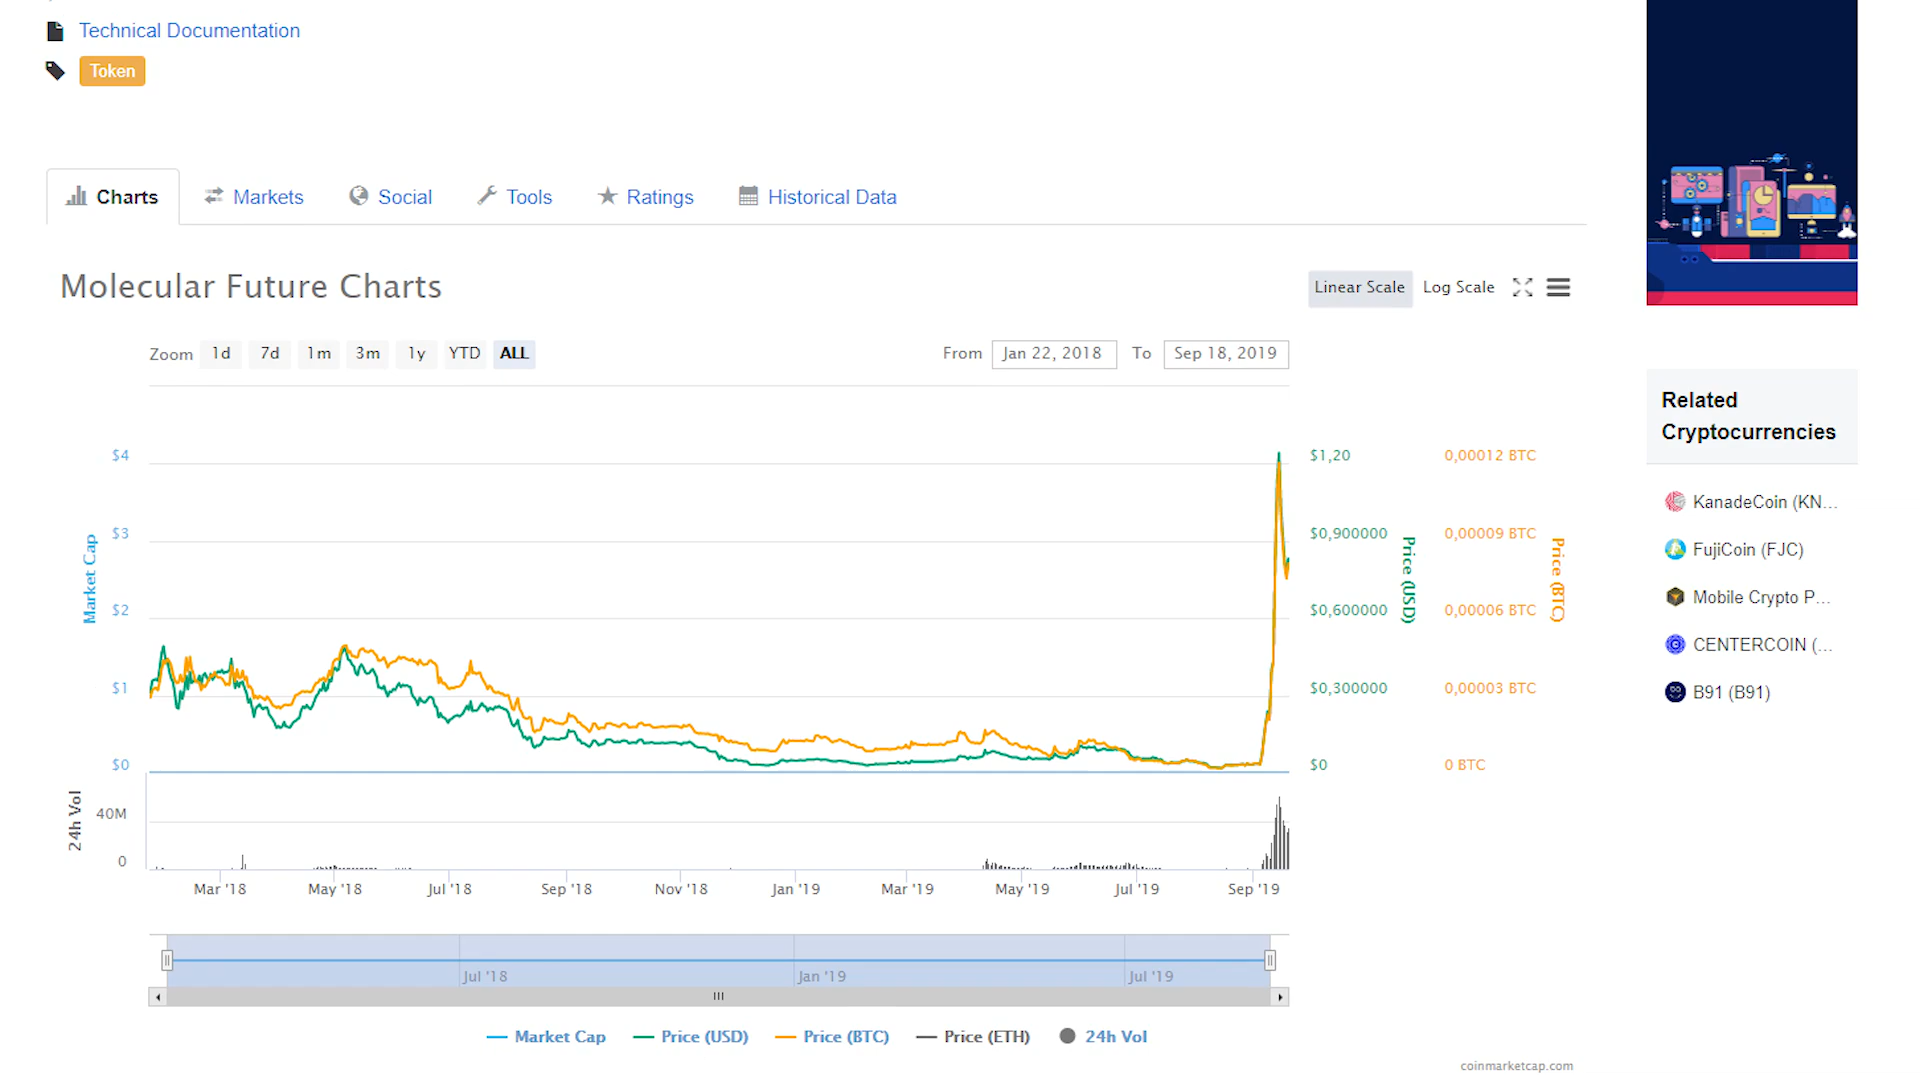 Technical Documentation
Token
Charts
Markets
Social
Tools
Ratings
Historical Data
Molecular Future Charts
Linear Scale
Log Scale
Zoom 1d 7d 1m 3m 1y YTD ALL
From Jan 22, 2018 To Sep 18, 2019
$4
$3
$2
$1
$0
Market Cap
$1,20
$0,900000
$0,600000
$0,300000
$0
Price (USD)
0,00012 BTC
0,00009 BTC
0,00006 BTC
0,00003 BTC
0 BTC
Price (BTC)
24h Vol
40M
0
Mar '18 May '18 Jul '18 Sep '18 Nov '18 Jan '19 Mar '19 May '19 Jul '19 Sep '19
Jul '18 Jan '19 Jul '19
Market Cap Price (USD) Price (BTC) Price (ETH) 24h Vol
coinmarketcap.com
Related
Cryptocurrencies
KanadeCoin (KN...
FujiCoin (FJC)
Mobile Crypto P...
CENTERCOIN (...
B91 (B91)